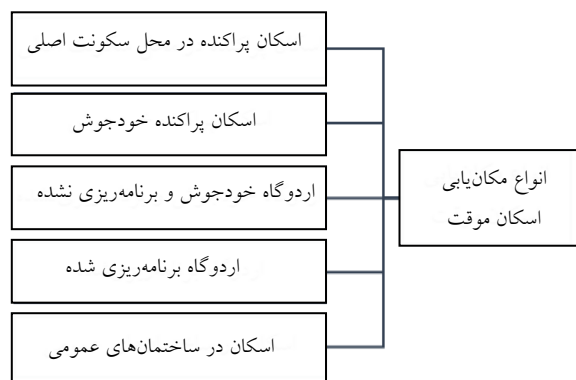 انواع مکان‌یابی
اسکان موقت
اسکان پراکنده در محل سکونت اصلی
اسکان پراکنده خودجوش
اردوگاه خودجوش و برنامه‌ریزی نشده
اردوگاه برنامه‌ریزی شده
اسکان در ساختمان‌های عمومی